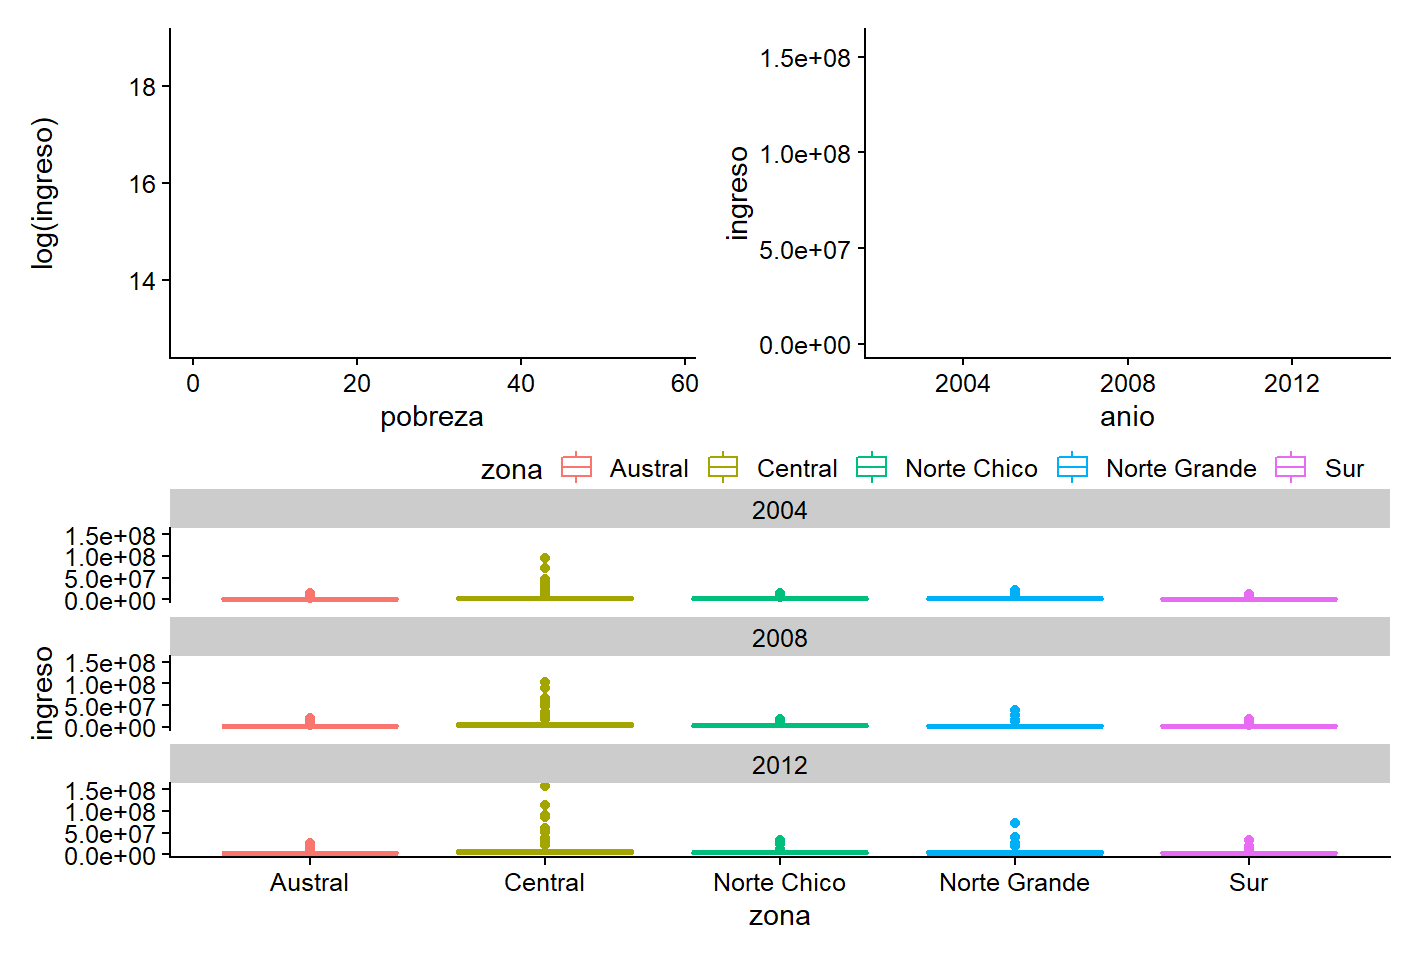 log(ingreso)
18
16
14
0 20 40 60
pobreza
ingreso
1.5e+08
1.0e+08
5.0e+07
0.0e+00
2004 2008 2012
anio
zona Austral Central Norte Chico Norte Grande Sur
ingreso
2004
1.5e+08
1.0e+08
5.0e+07
0.0e+00
2008
1.5e+08
1.0e+08
5.0e+07
0.0e+00
2012
1.5e+08
1.0e+08
5.0e+07
0.0e+00
Austral Central Norte Chico Norte Grande Sur
zona